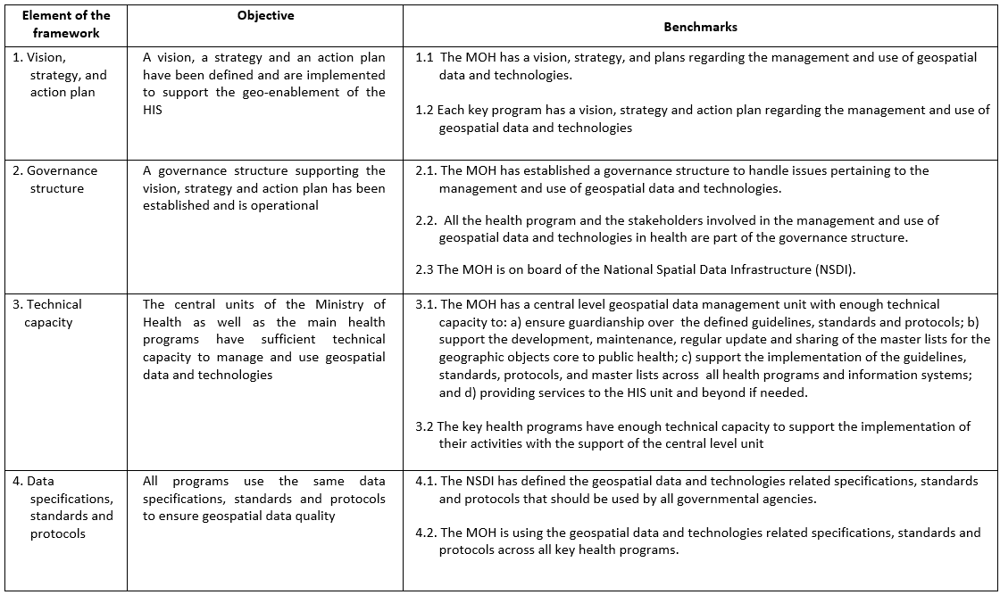 Element of the
framework
Objective
Benchmarks
1. Vision,
strategy, and
action plan
A vision, a strategy and an action plan
have been defined and are implemented
to support the geo-enablement of the
HIS
1.1 The MOH has a vision, strategy, and plans regarding the management and use of geospatial
data and technologies.
1.2 Each key program has a vision, strategy and action plan regarding the management and use of
geospatial data and technologies
2. Governance
structure
A governance structure supporting the
vision, strategy and action plan has been
established and is operational
2.1. The MOH has established a governance structure to handle issues pertaining to the
management and use of geospatial data and technologies.
2.2. All the health program and the stakeholders involved in the management and use of
geospatial data and technologies in health are part of the governance structure.
2.3 The MOH is on board of the National Spatial Data Infrastructure (NSDI).
3. Technical
capacity
The central units of the Ministry of
Health as well as the main health
programs have sufficient technical
capacity to manage and use geospatial
data and technologies
3.1. The MOH has a central level geospatial data management unit with enough technical
capacity to: a) ensure guardianship over the defined guidelines, standards and protocols; b)
support the development, maintenance, regular update and sharing of the master lists for the
geographic objects core to public health; c) support the implementation of the guidelines,
standards, protocols, and master lists across all health programs and information systems;
and d) providing services to the HIS unit and beyond if needed.
3.2 The key health programs have enough technical capacity to support the implementation of
their activities with the support of the central level unit
4. Data
specifications,
standards and
protocols
All programs use the same data
specifications, standards and protocols
to ensure geospatial data quality
4.1. The NSDI has defined the geospatial data and technologies related specifications, standards
and protocols that should be used by all governmental agencies.
4.2. The MOH is using the geospatial data and technologies related specifications, standards and
protocols across all key health programs.